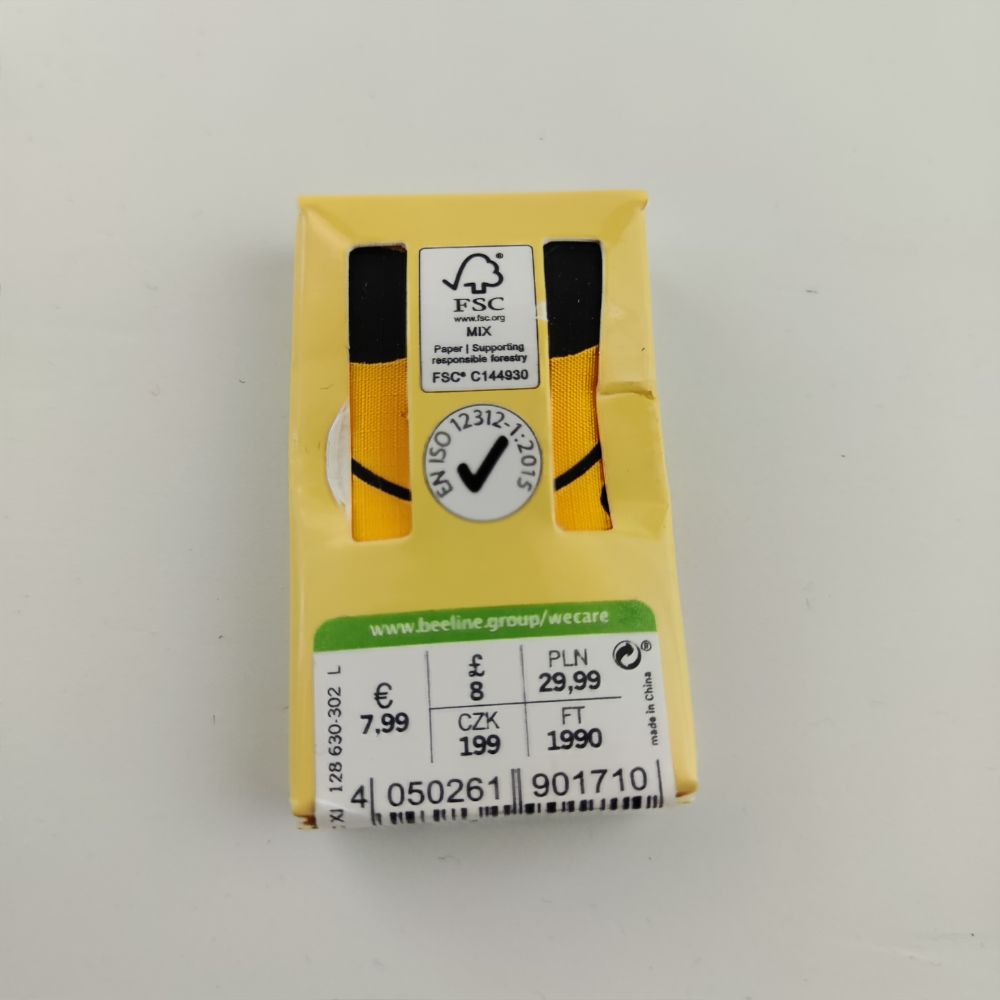 FSC®
www.fsc.org
MIX
Paper | Supporting
responsible forestry
FSC® C144930
EN ISO 12312-1:2015
www.beeline.group/wecare
128 630-302 L
€
7,99
£
8
PLN
29,99
CZK
199
FT
1990
®
made in China
4 050261 901710